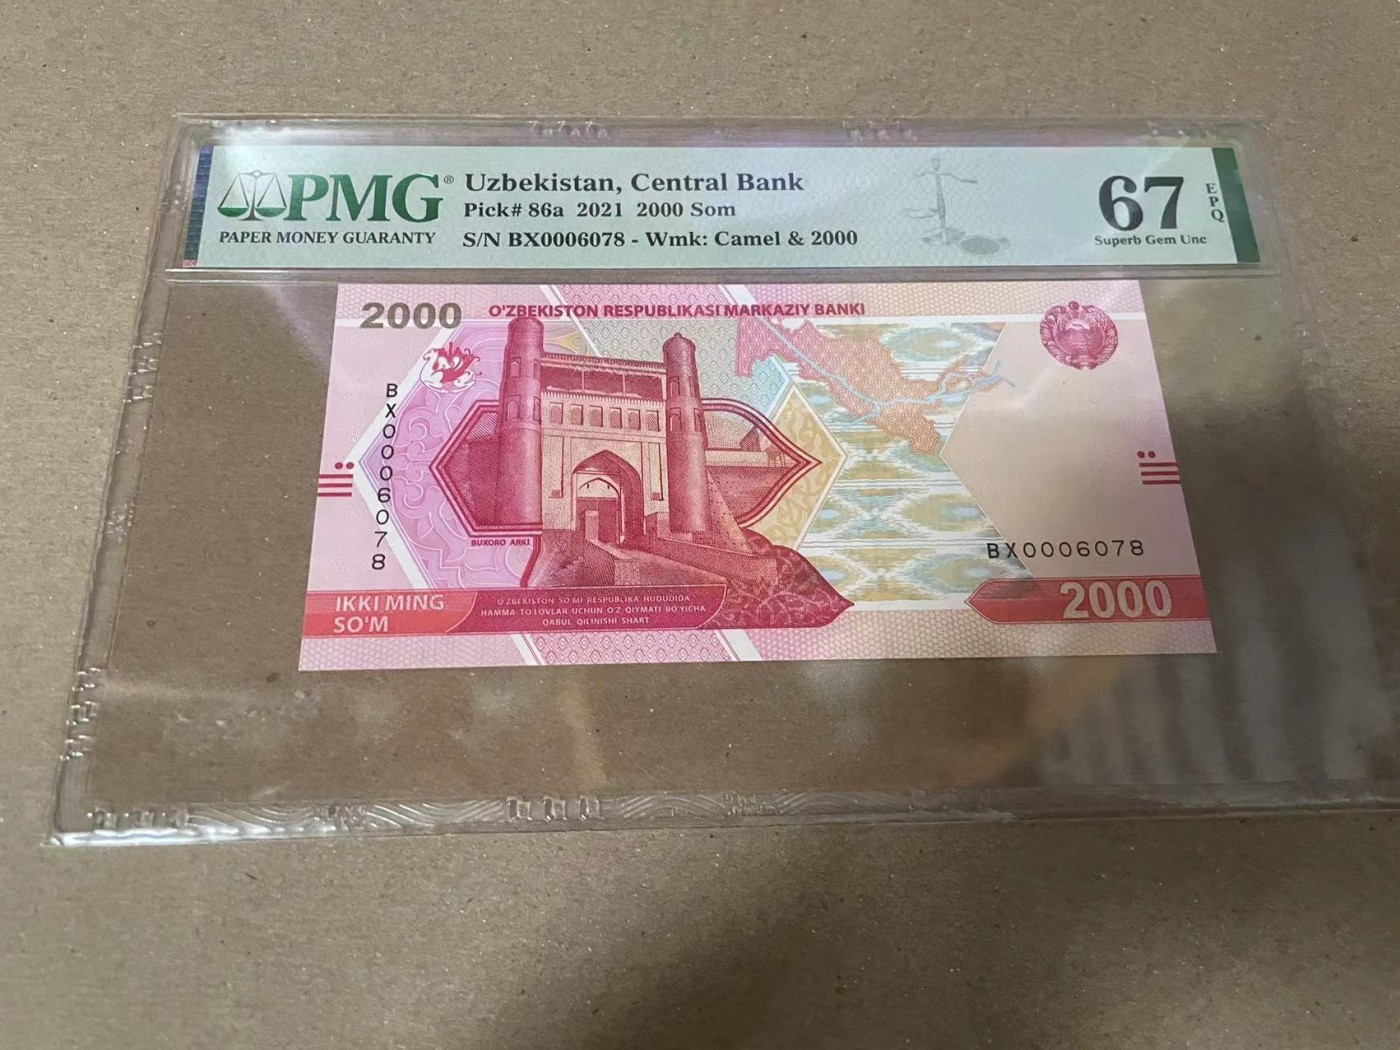 PMG®
PAPER MONEY GUARANTY
Uzbekistan, Central Bank
Pick# 86a 2021 2000 Som
S/N BX0006078 - Wmk: Camel & 2000
67
EPQ
Superb Gem Unc
2000
O'ZBEKISTON RESPUBLIKASI MARKAZIY BANKI
BX0006078
BUXORO ARKI
BX0006078
IKKI MING
SO'M
O'ZBEKISTON SO'MI RESPUBLIKA HUDUDIDA
HAMMA TO'LOVLAR UCHUN O'Z QIYMATI BO'YICHA
QABUL QILINISHI SHART
2000